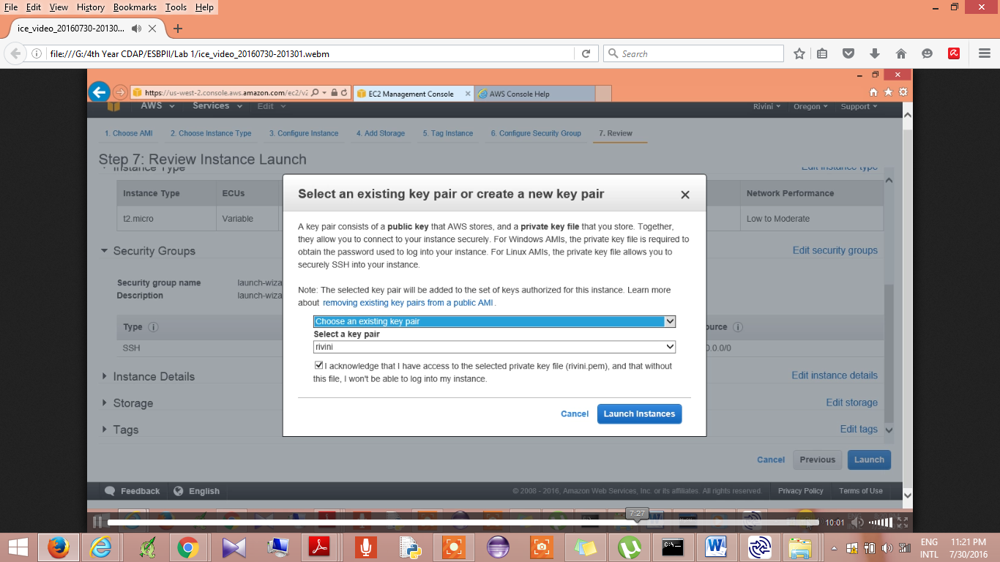 File Edit View History Bookmarks Tools Help
ice_video_20160730-20130...
file:///G:/4th Year CDAP/ESBPII/Lab 1/ice_video_20160730-201301.webm
Search
https://us-west-2.console.aws.amazon.com/ec2/v2
EC2 Management Console
AWS Console Help
AWS Services Edit Rivini Oregon Support
1. Choose AMI 2. Choose Instance Type 3. Configure Instance 4. Add Storage 5. Tag Instance 6. Configure Security Group 7. Review
Step 7: Review Instance Launch
Instance Type Edit instance type
Instance Type ECUs Network Performance
t2.micro Variable Low to Moderate
Security Groups Edit security groups
Security group name launch-wiza
Description launch-wiza
Type ource
SSH 0.0.0/0
Instance Details Edit instance details
Storage Edit storage
Tags Edit tags
Select an existing key pair or create a new key pair
A key pair consists of a public key that AWS stores, and a private key file that you store. Together,
they allow you to connect to your instance securely. For Windows AMIs, the private key file is required to
obtain the password used to log into your instance. For Linux AMIs, the private key file allows you to
securely SSH into your instance.
Note: The selected key pair will be added to the set of keys authorized for this instance. Learn more
about removing existing key pairs from a public AMI .
Choose an existing key pair
Select a key pair
rivini
I acknowledge that I have access to the selected private key file (rivini.pem), and that without
this file, I won't be able to log into my instance.
Cancel Launch Instances
Cancel Previous Launch
Feedback English © 2008 - 2016, Amazon Web Services, Inc. or its affiliates. All rights reserved. Privacy Policy Terms of Use
7:27
10:01
ENG 11:21 PM
INTL 7/30/2016